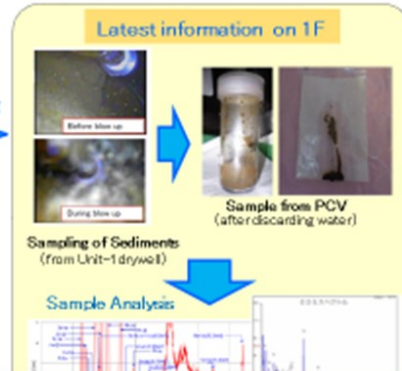 Latest information on 1F
Before blow up
During blow up
Sampling of Sediments
(from Unit-1 drywell)
Sample from PCV
(after discarding water)
Sample Analysis